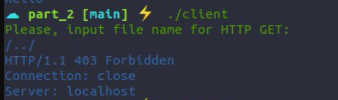 hello
part_2 [main] ⚡ ./client
Please, input file name for HTTP GET:
/../
HTTP/1.1 403 Forbidden
Connection: close
Server: localhost